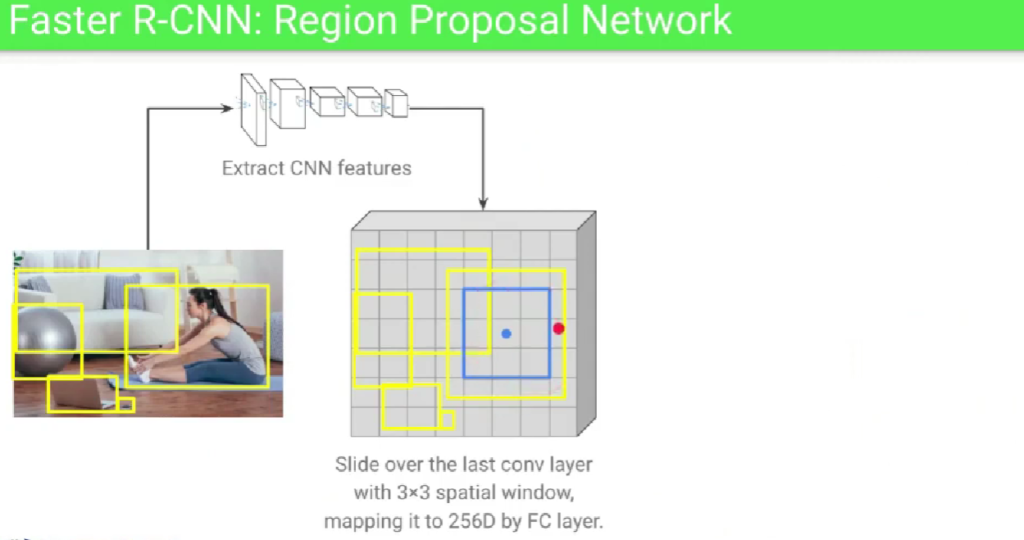 Faster R-CNN: Region Proposal Network
Extract CNN features
Slide over the last conv layer
with 3×3 spatial window,
mapping it to 256D by FC layer.